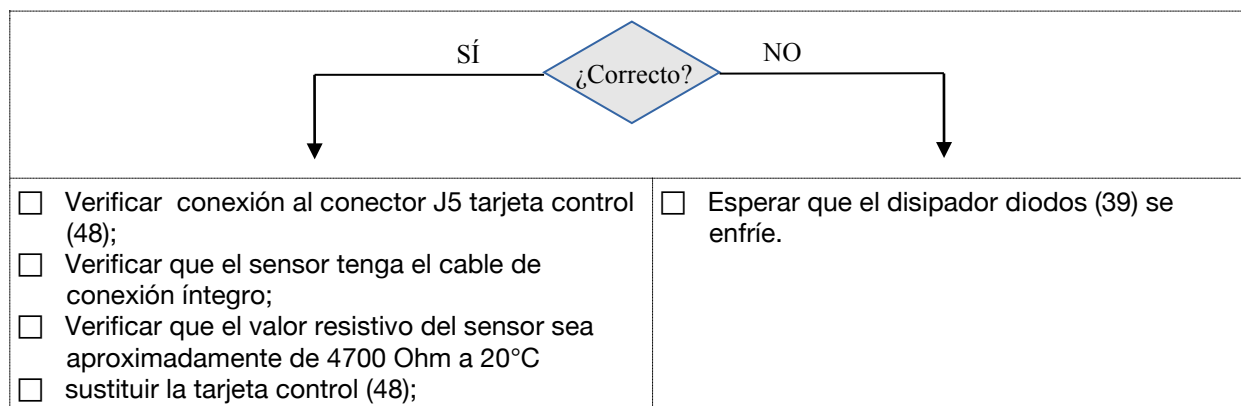 SÍ
¿Correcto?
NO
Verificar conexión al conector J5 tarjeta control
(48);
Verificar que el sensor tenga el cable de
conexión íntegro;
Verificar que el valor resistivo del sensor sea
aproximadamente de 4700 Ohm a 20°C
sustituir la tarjeta control (48);
Esperar que el disipador diodos (39) se
enfríe.